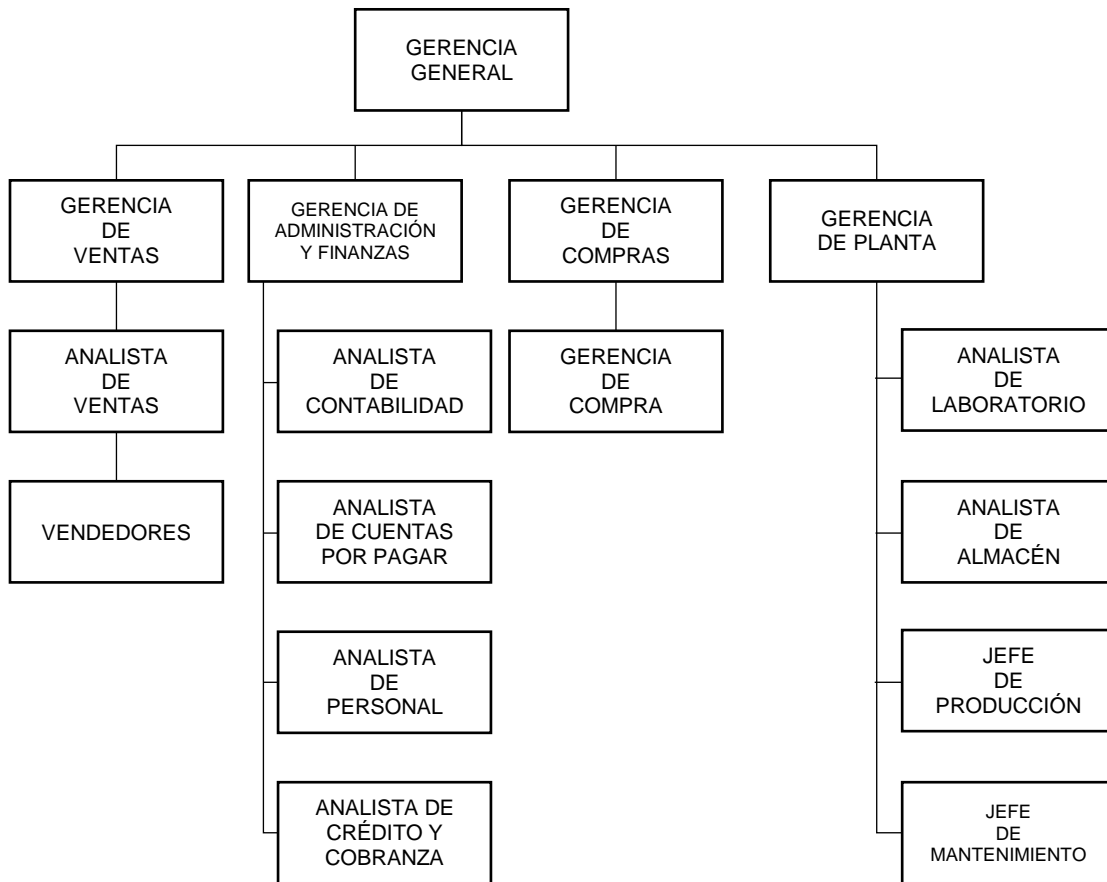 GERENCIA
GENERAL
GERENCIA
DE
VENTAS
GERENCIA DE
ADMINISTRACIÓN
Y FINANZAS
GERENCIA
DE
COMPRAS
GERENCIA
DE PLANTA
ANALISTA
DE
VENTAS
ANALISTA
DE
CONTABILIDAD
GERENCIA
DE
COMPRA
ANALISTA
DE
LABORATORIO
VENDEDORES
ANALISTA
DE CUENTAS
POR PAGAR
ANALISTA
DE
ALMACÉN
ANALISTA
DE
PERSONAL
JEFE
DE
PRODUCCIÓN
ANALISTA DE
CRÉDITO Y
COBRANZA
JEFE
DE
MANTENIMIENTO